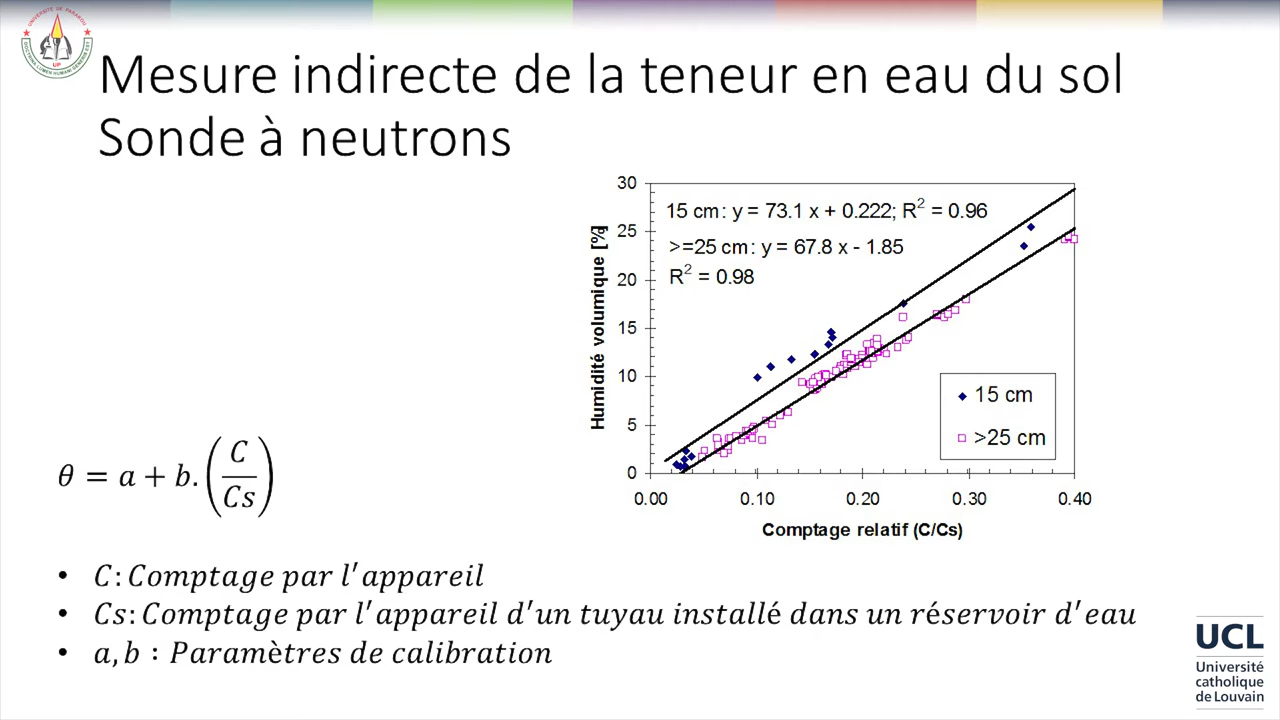 UNIVERSITE DE PARAKOU
UP
Mesure indirecte de la teneur en eau du sol
Sonde à neutrons
15 cm: y = 73.1 x + 0.222; R² = 0.96
>=25 cm: y = 67.8 x - 1.85
R² = 0.98
Humidité volumique [%]
30
25
20
15
10
5
0
15 cm
>25 cm
0.00 0.10 0.20 0.30 0.40
Comptage relatif (C/Cs)
θ = a + b. (C/Cs)
• C: Comptage par l'appareil
• Cs: Comptage par l'appareil d'un tuyau installé dans un réservoir d'eau
• a, b : Paramètres de calibration
UCL
Université
catholique
de Louvain